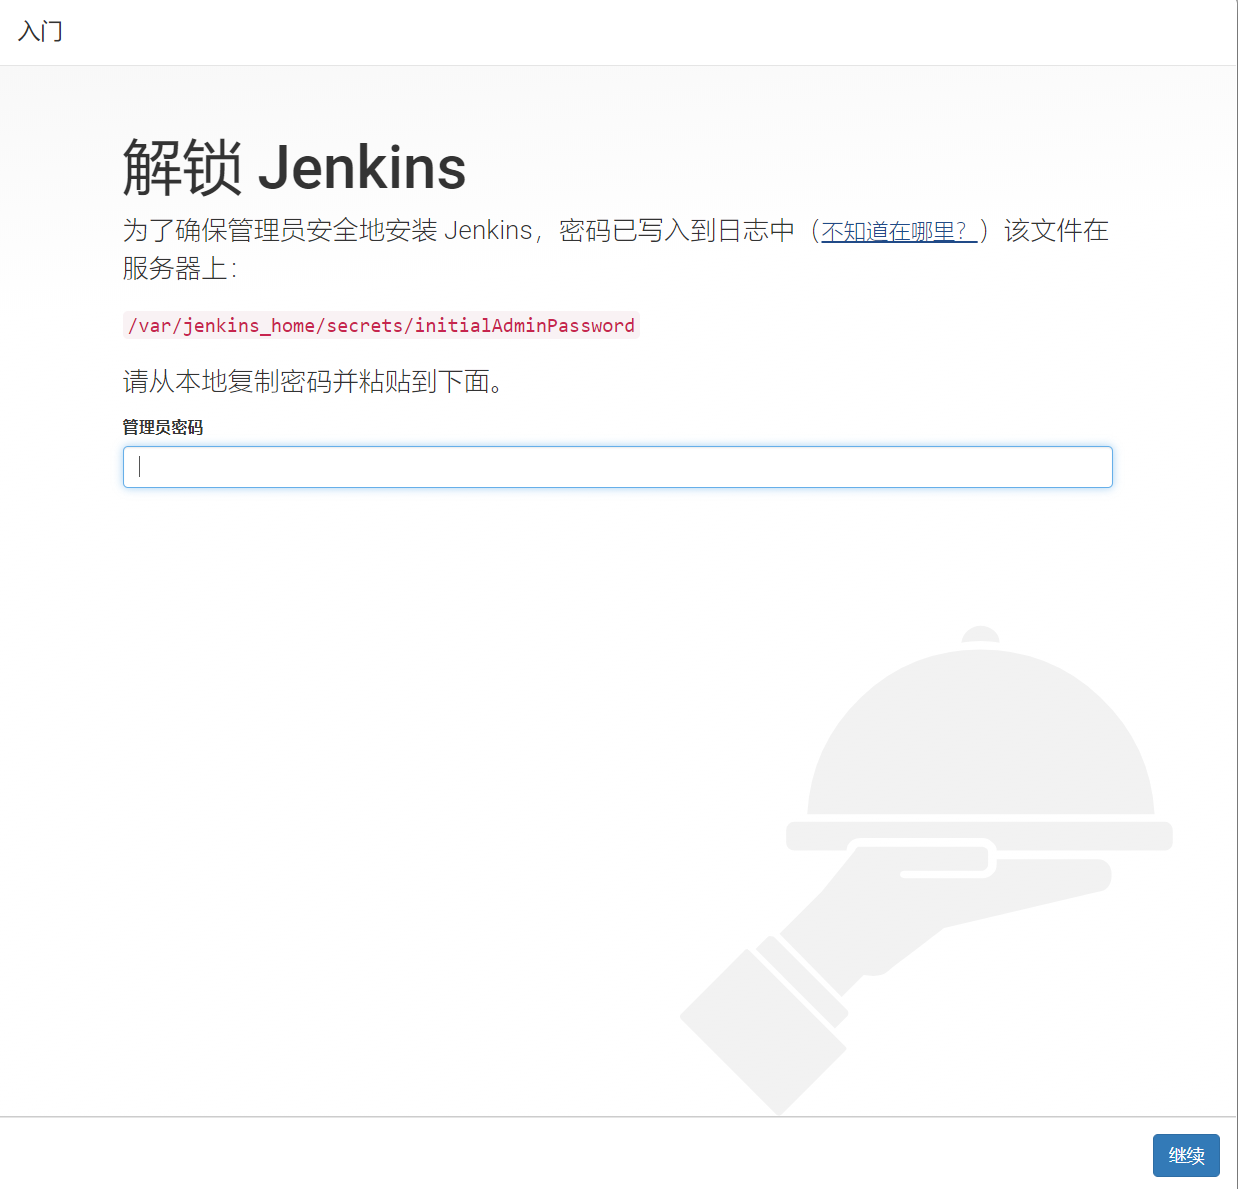 入门
解锁 Jenkins
为了确保管理员安全地安装 Jenkins，密码已写入到日志中（不知道在哪里？）该文件在
服务器上：
/var/jenkins_home/secrets/initialAdminPassword
请从本地复制密码并粘贴到下面。
管理员密码
继续